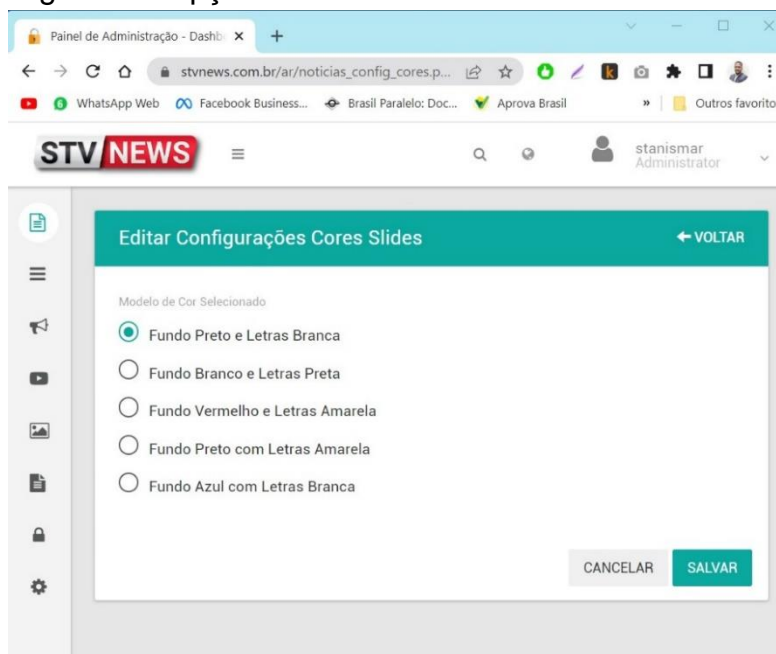 Painel de Administração - Dashb
stvnews.com.br/ar/noticias_config_cores.p...
WhatsApp Web Facebook Business... Brasil Paralelo: Doc... Aprova Brasil » Outros favorito
STV NEWS
stanismar
Administrator
Editar Configurações Cores Slides
VOLTAR
Modelo de Cor Selecionado
Fundo Preto e Letras Branca
Fundo Branco e Letras Preta
Fundo Vermelho e Letras Amarela
Fundo Preto com Letras Amarela
Fundo Azul com Letras Branca
CANCELAR SALVAR